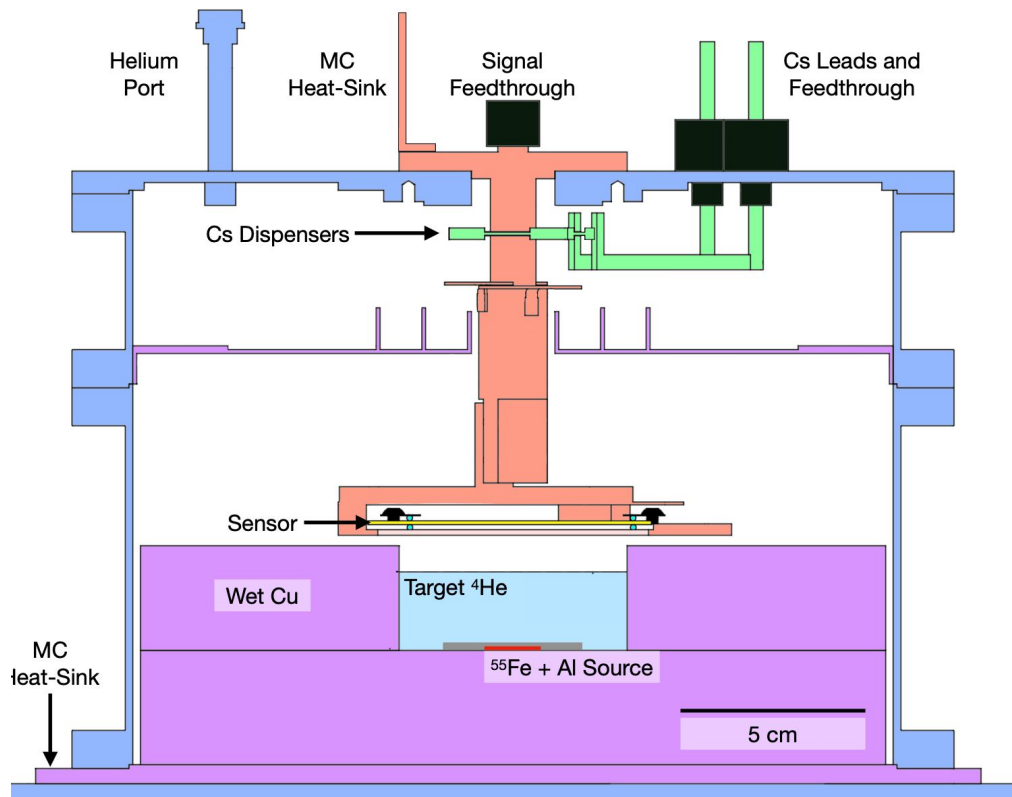 Helium
Port
MC
Heat-Sink
Signal
Feedthrough
Cs Leads and
Feedthrough
Cs Dispensers
Sensor
Target ⁴He
Wet Cu
⁵⁵Fe + Al Source
MC
Heat-Sink
5 cm